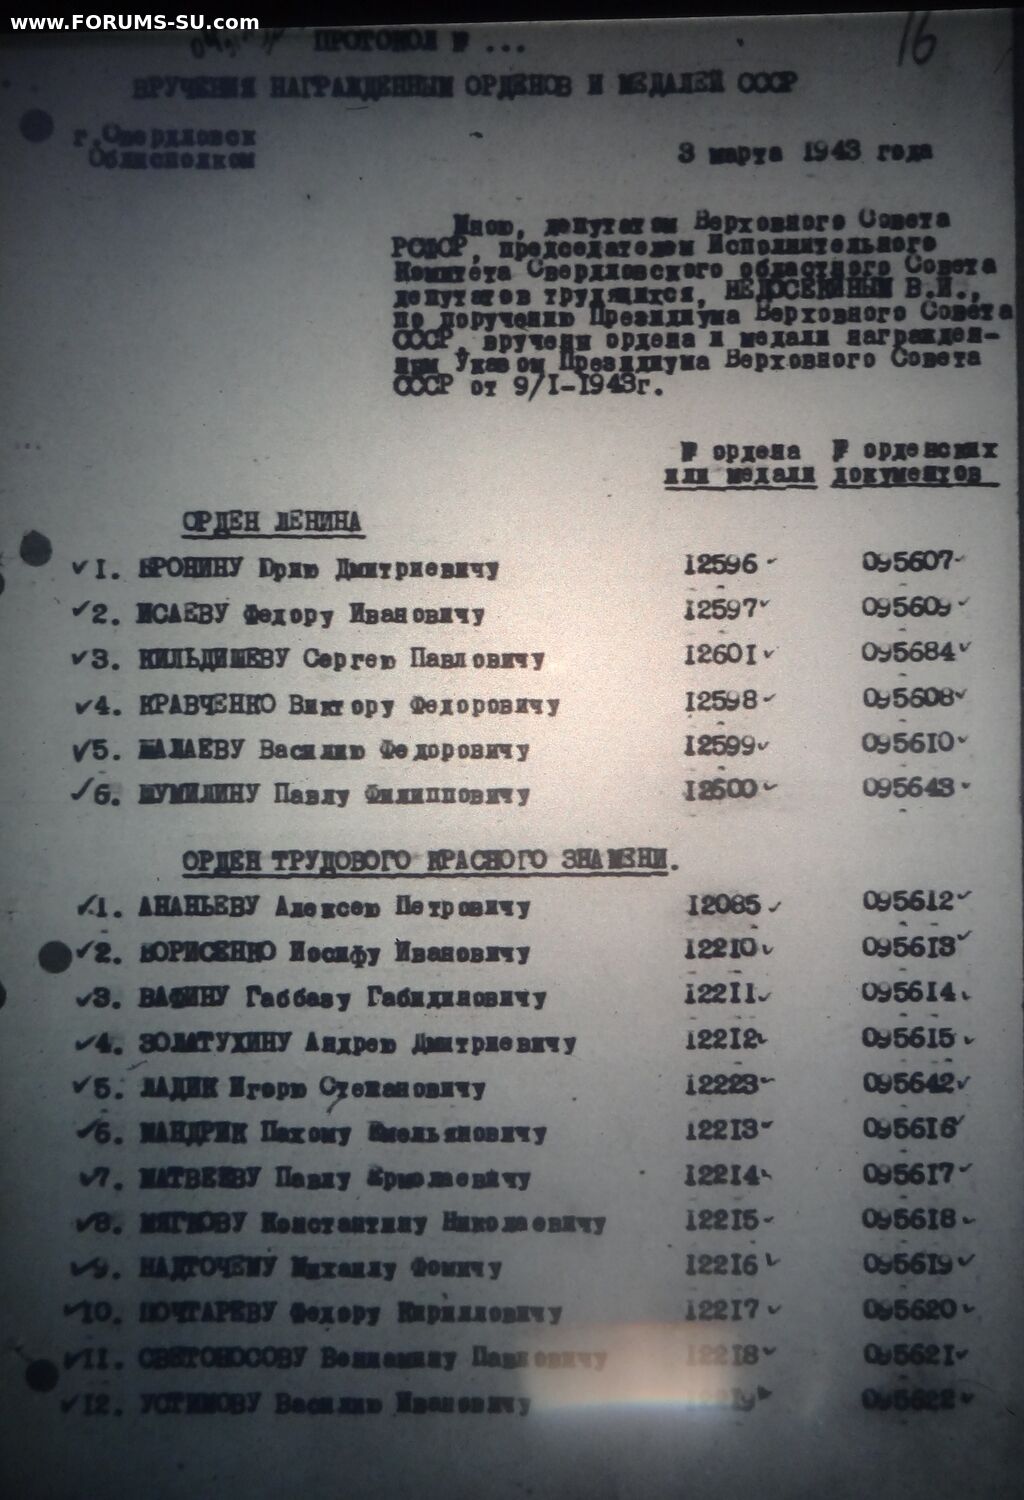 www.FORUMS-SU.com
16
ПРОТОКОЛ № ...
ВРУЧЕНИЯ НАГРАЖДЕННЫМ ОРДЕНОВ И МЕДАЛЕЙ СССР
г.Свердловск
Облисполком
3 марта 1943 года
Мною, депутатом Верховного Совета
РСФСР, председателем Исполнительного
Комитета Свердловского областного Совета
депутатов трудящихся, НЕДОСЕКИНЫМ В.И.,
по поручению Президиума Верховного Совета
СССР, вручены ордена и медали награжден-
ным Указом Президиума Верховного Совета
СССР от 9/I-1943г.
№ ордена № орденских
или медали документов
ОРДЕН ЛЕНИНА
✓1. БРОНИНУ Юрию Дмитриевичу 12596✓ 095607✓
✓2. ИСАЕВУ Федору Ивановичу 12597✓ 095609✓
✓3. КИЛЬДИШЕВУ Сергею Павловичу 12601✓ 095684✓
✓4. КРАВЧЕНКО Виктору Федоровичу 12598✓ 095608✓
✓5. Василию Федоровичу 12599✓ 095610✓
✓6. ШУМИЛИНУ Павлу Филипповичу 12600✓ 095643✓
ОРДЕН ТРУДОВОГО КРАСНОГО ЗНАМЕНИ.
✓1. АНАНЬЕВУ Алексею Петровичу 12085✓ 095612✓
✓2. БОРИСЕНКО Иосифу Ивановичу 12210✓ 095613✓
✓3. ВАФИНУ Габбазу Габидиновичу 12211✓ 095614✓
✓4. ЗОЛАТУХИНУ Андрею Дмитриевичу 12212✓ 095615✓
✓5. ЛАДИК Игорю Степановичу 12223✓ 095642✓
✓6. МАНДРИК Пахому Емельяновичу 12213✓ 095616✓
✓7. МАТВЕЕВУ Павлу Ермолаевичу 12214✓ 095617✓
✓8. МЯГКОВУ Константину Николаевичу 12215✓ 095618✓
✓9. НАДТОЧЕМУ Михаилу Фомичу 12216✓ 095619✓
✓10. ПОЧТАРЕВУ Федору Кирилловичу 12217✓ 095620✓
✓11. СВЕТОНОСОВУ Вениамину Павловичу 12218✓ 095621✓
✓12. УСТИНОВУ Василию Ивановичу 12219✓ 095622✓